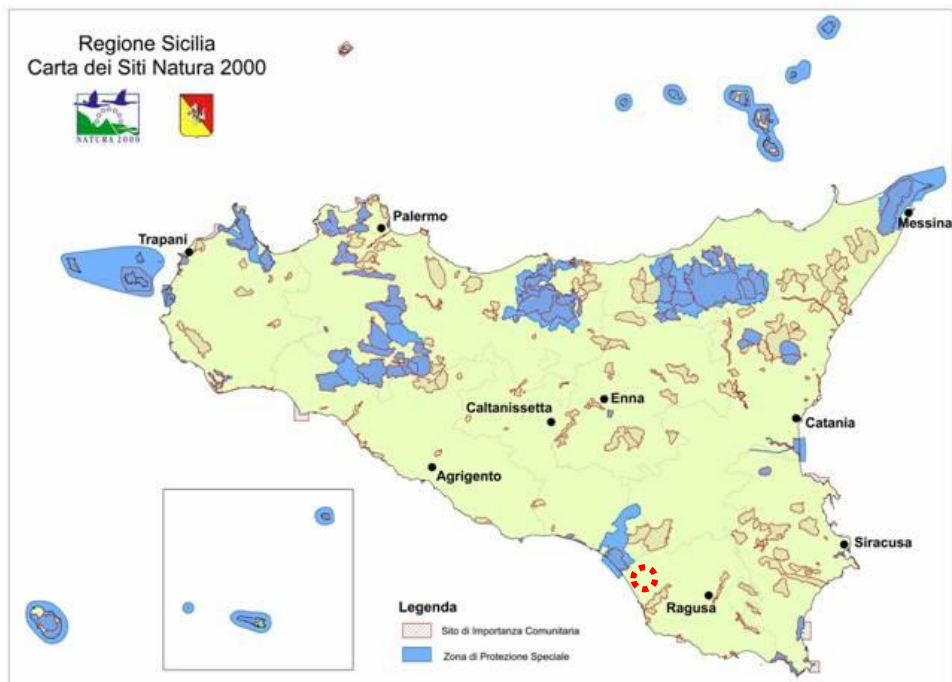 Regione Sicilia
Carta dei Siti Natura 2000
NATURA 2000
Palermo
Trapani
Messina
Enna
Caltanissetta
Catania
Agrigento
Siracusa
Ragusa
Legenda
Sito di Importanza Comunitaria
Zona di Protezione Speciale